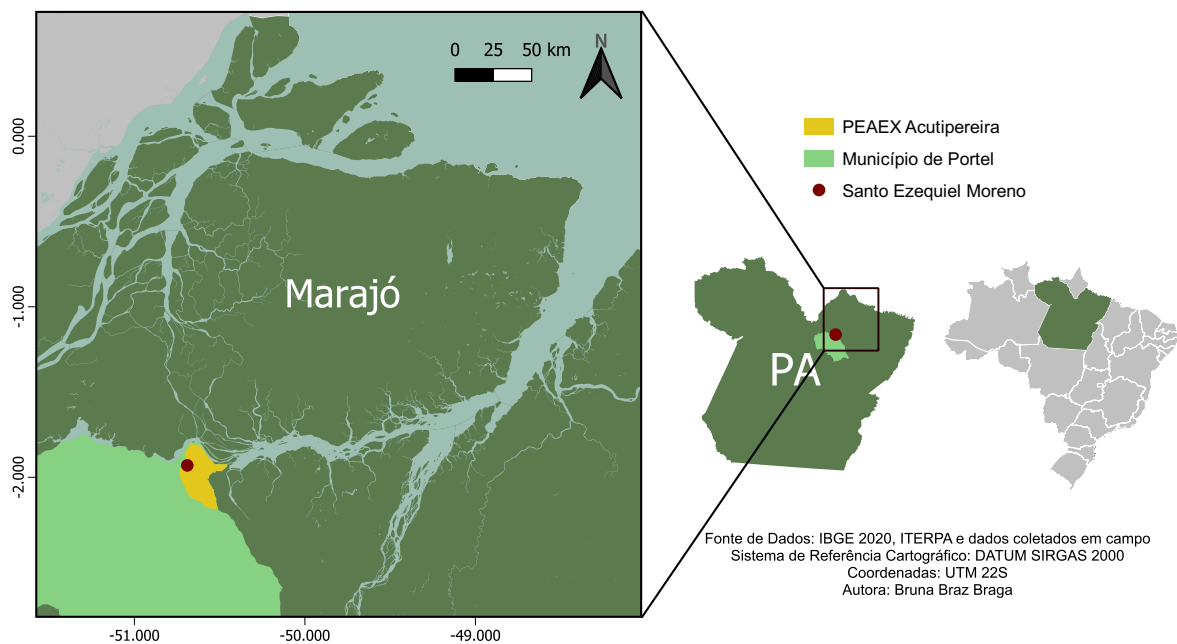 0 25 50 km
N
0.000
-1.000
-2.000
-51.000
-50.000
-49.000
Marajó
PEAEX Acutipereira
Município de Portel
Santo Ezequiel Moreno
PA
Fonte de Dados: IBGE 2020, ITERPA e dados coletados em campo
Sistema de Referência Cartográfico: DATUM SIRGAS 2000
Coordenadas: UTM 22S
Autora: Bruna Braz Braga